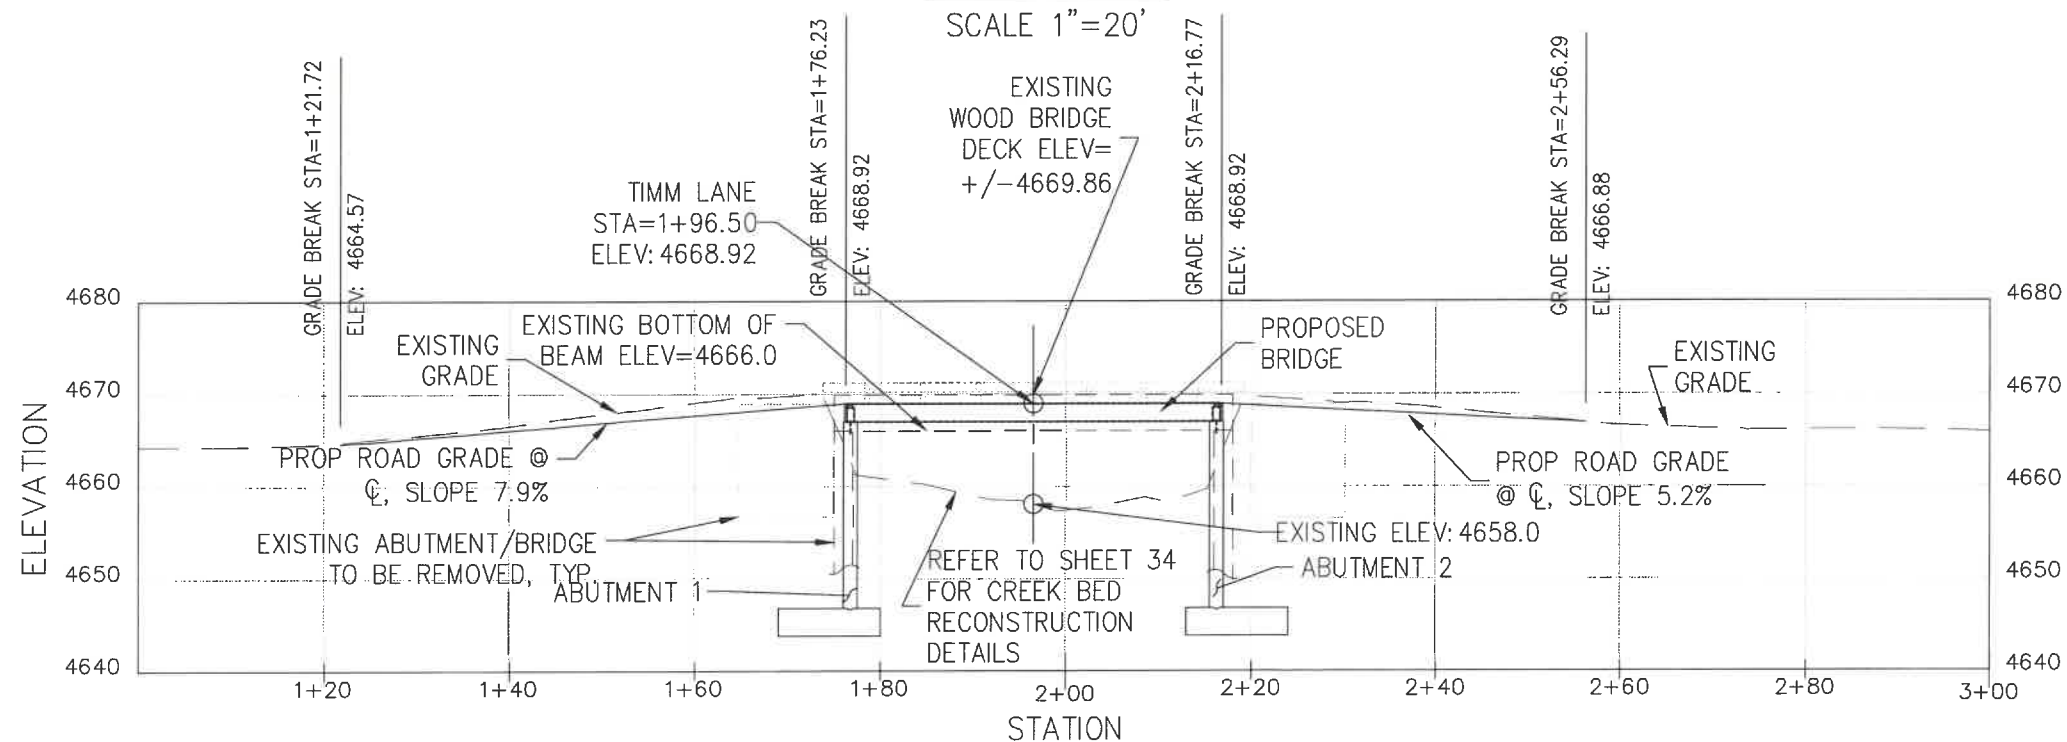 SCALE 1"=20'
GRADE BREAK STA=1+21.72
ELEV: 4664.57
GRADE BREAK STA=1+76.23
ELEV: 4668.92
GRADE BREAK STA=2+16.77
ELEV: 4668.92
GRADE BREAK STA=2+56.29
ELEV: 4666.88
EXISTING
WOOD BRIDGE
DECK ELEV=
+/-4669.86
TIMM LANE
STA=1+96.50
ELEV: 4668.92
EXISTING BOTTOM OF
BEAM ELEV=4666.0
EXISTING
GRADE
PROPOSED
BRIDGE
EXISTING
GRADE
PROP ROAD GRADE @
℄, SLOPE 7.9%
PROP ROAD GRADE
@ ℄, SLOPE 5.2%
EXISTING ABUTMENT/BRIDGE
TO BE REMOVED, TYP.
ABUTMENT 1
REFER TO SHEET 34
FOR CREEK BED
RECONSTRUCTION
DETAILS
EXISTING ELEV: 4658.0
ABUTMENT 2
ELEVATION
4680
4670
4660
4650
4640
4680
4670
4660
4650
4640
1+20
1+40
1+60
1+80
2+00
2+20
2+40
2+60
2+80
3+00
STATION